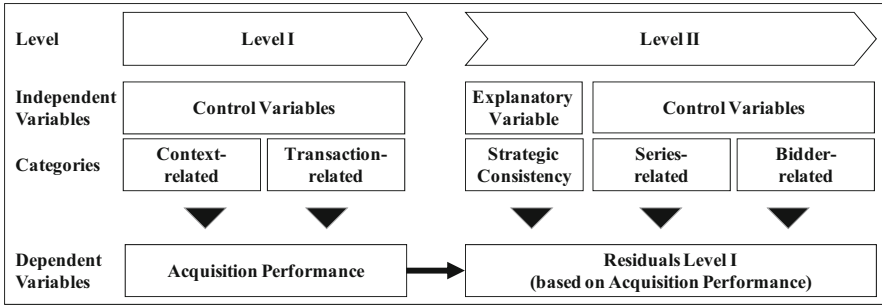 Level
Level I
Level II
Independent
Variables
Control Variables
Explanatory
Variable
Control Variables
Categories
Context-
related
Transaction-
related
Strategic
Consistency
Series-
related
Bidder-
related
Dependent
Variables
Acquisition Performance
Residuals Level I
(based on Acquisition Performance)